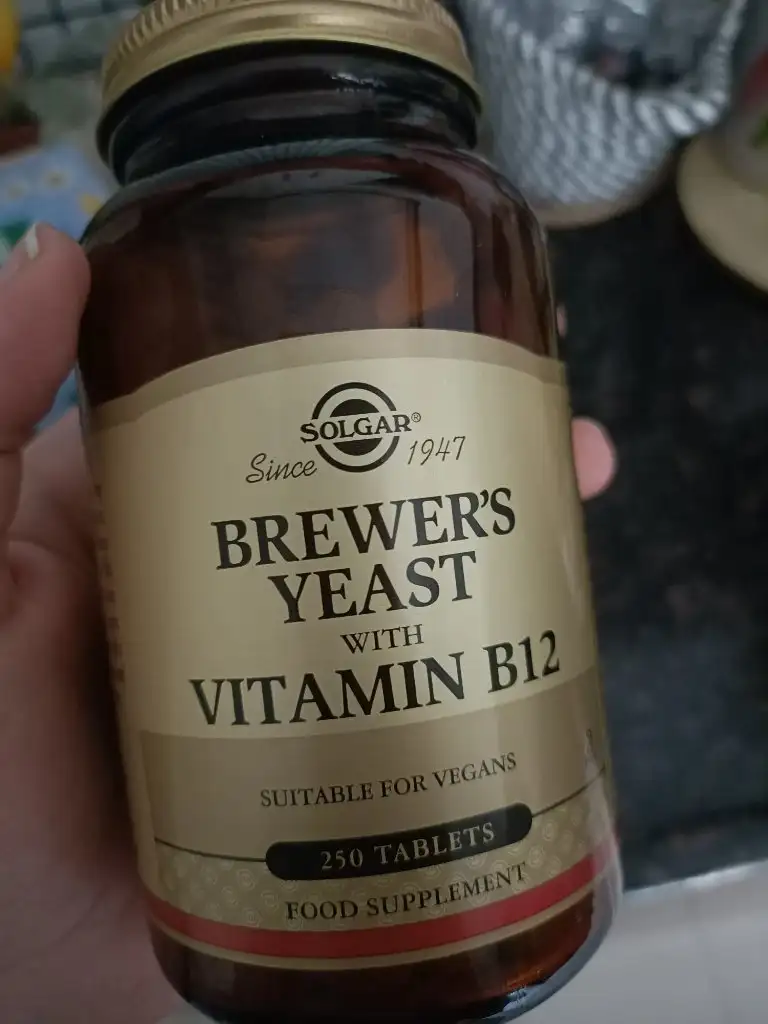 SOLGAR®
Since 1947
BREWER'S
YEAST
WITH
VITAMIN B12
SUITABLE FOR VEGANS
250 TABLETS
FOOD SUPPLEMENT